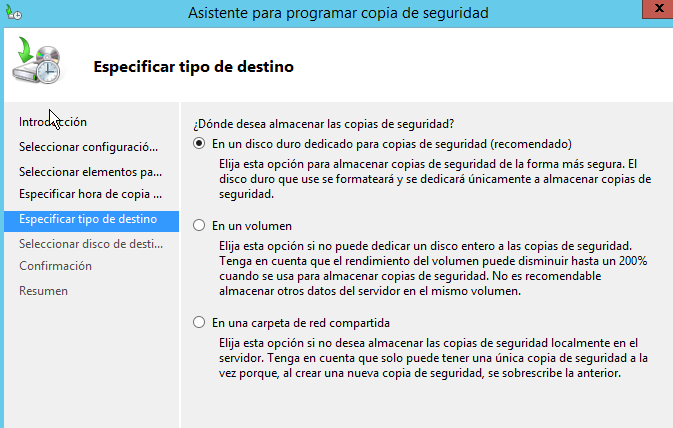 Asistente para programar copia de seguridad
x
Especificar tipo de destino
Introducción
Seleccionar configuració...
Seleccionar elementos pa...
Especificar hora de copia ...
Especificar tipo de destino
Seleccionar disco de desti...
Confirmación
Resumen
¿Dónde desea almacenar las copias de seguridad?
En un disco duro dedicado para copias de seguridad (recomendado)
Elija esta opción para almacenar copias de seguridad de la forma más segura. El
disco duro que use se formateará y se dedicará únicamente a almacenar copias de
seguridad.
En un volumen
Elija esta opción si no puede dedicar un disco entero a las copias de seguridad.
Tenga en cuenta que el rendimiento del volumen puede disminuir hasta un 200%
cuando se usa para almacenar copias de seguridad. No es recomendable
almacenar otros datos del servidor en el mismo volumen.
En una carpeta de red compartida
Elija esta opción si no desea almacenar las copias de seguridad localmente en el
servidor. Tenga en cuenta que solo puede tener una única copia de seguridad a la
vez porque, al crear una nueva copia de seguridad, se sobrescribe la anterior.